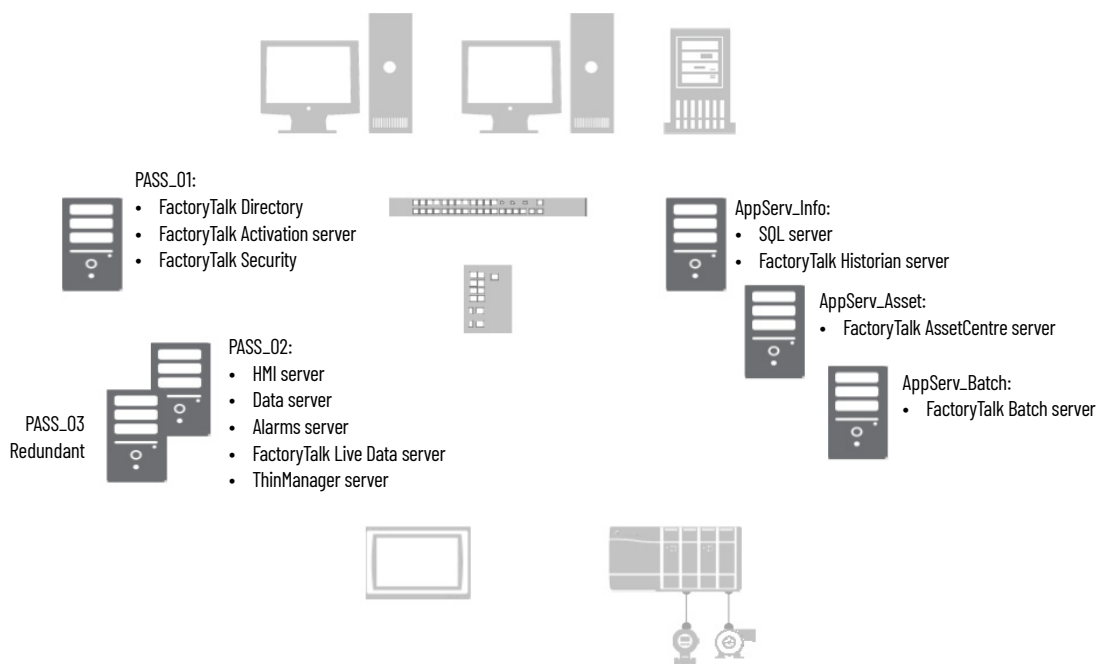 PASS_01:
• FactoryTalk Directory
• FactoryTalk Activation server
• FactoryTalk Security
AppServ_Info:
• SQL server
• FactoryTalk Historian server
AppServ_Asset:
• FactoryTalk AssetCentre server
PASS_02:
• HMI server
• Data server
• Alarms server
• FactoryTalk Live Data server
• ThinManager server
PASS_03
Redundant
AppServ_Batch:
• FactoryTalk Batch server